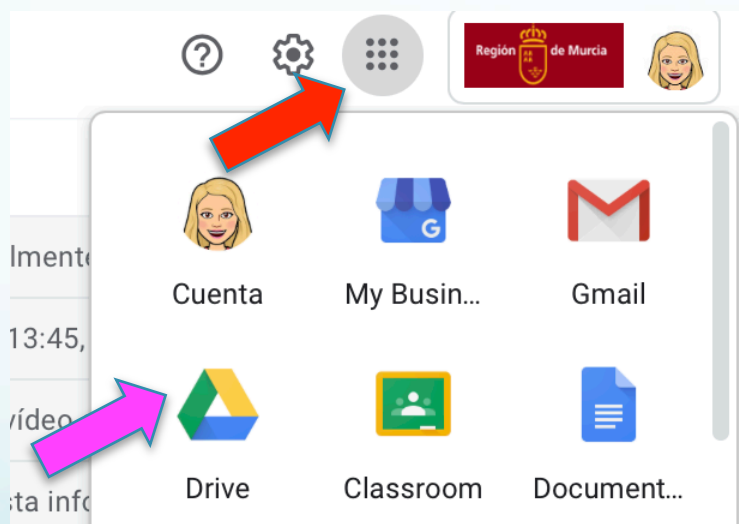 Región de Murcia
Cuenta
My Busin...
Gmail
lmente
13:45,
vídeo
Drive
Classroom
Document...
sta info